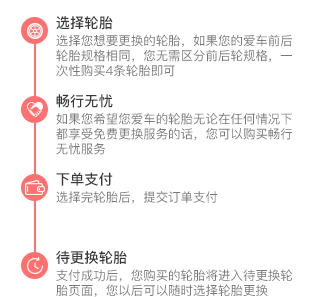 选择轮胎
选择您想要更换的轮胎，如果您的爱车前后
轮胎规格相同，您无需区分前后轮规格，一
次性购买4条轮胎即可
畅行无忧
如果您希望您爱车的轮胎无论在任何情况下
都享受免费更换服务的话，您可以购买畅行
无忧服务
下单支付
选择完轮胎后，提交订单支付
待更换轮胎
支付成功后，您购买的轮胎将进入待更换轮
胎页面，您以后可以随时选择轮胎更换